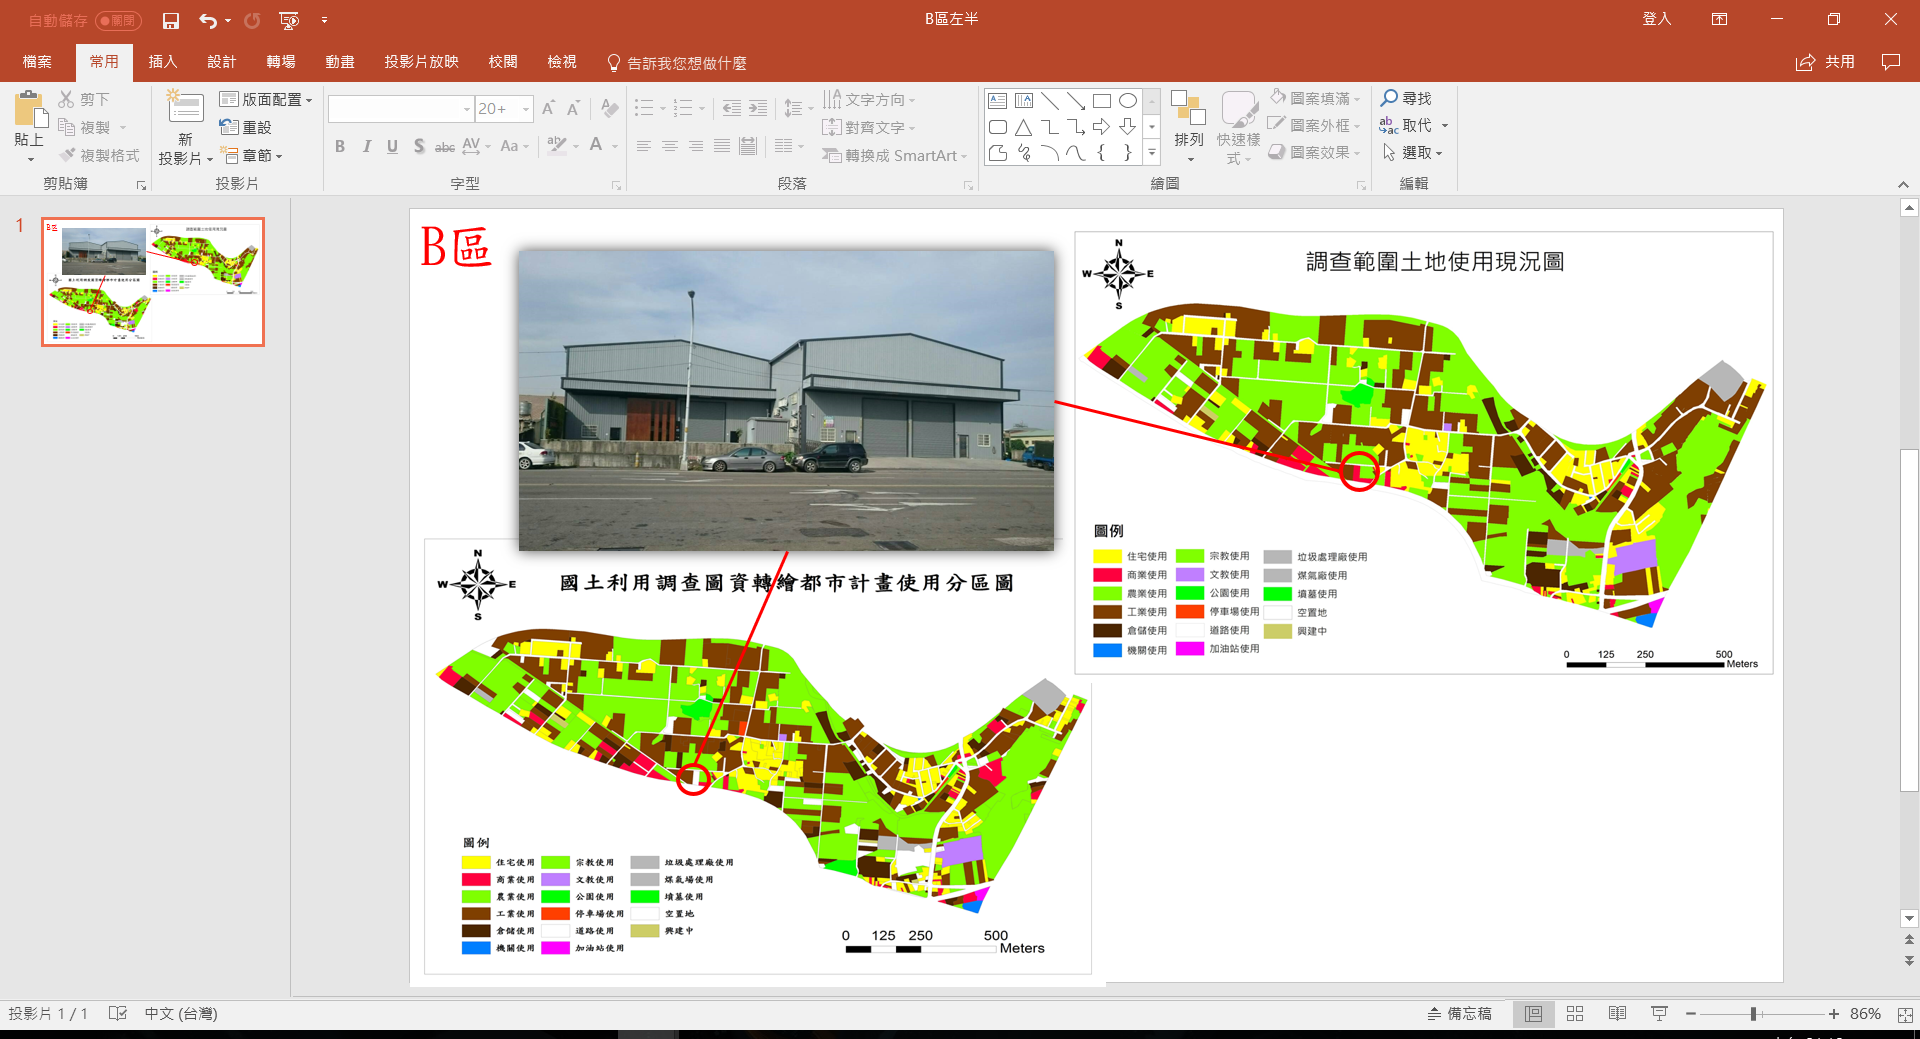 自動儲存 關閉
B區左半
登入
檔案 常用 插入 設計 轉場 動畫 投影片放映 校閱 檢視 告訴我您想做什麼
共用
貼上
剪下
複製
複製格式
剪貼簿
新
投影片
版面配置
重設
章節
投影片
20+
B I U S abc AV Aa A
字型
文字方向
對齊文字
轉換成 SmartArt
段落
排列
快速樣
式
圖案填滿
圖案外框
圖案效果
繪圖
尋找
取代
選取
編輯
1
B區
調查範圍土地使用現況圖
N
W E
S
圖例
住宅使用 宗教使用 垃圾處理廠使用
商業使用 文教使用 煤氣廠使用
農業使用 公園使用 墳墓使用
工業使用 停車場使用 空置地
倉儲使用 道路使用 興建中
機關使用 加油站使用
0 125 250 500
Meters
國土利用調查圖資轉繪都市計畫使用分區圖
N
W E
S
圖例
住宅使用 宗教使用 垃圾處理廠使用
商業使用 文教使用 煤氣場使用
農業使用 公園使用 墳墓使用
工業使用 停車場使用 空置地
倉儲使用 道路使用 興建中
機關使用 加油站使用
0 125 250 500
Meters
投影片 1 / 1 中文 (台灣)
備忘稿
86%